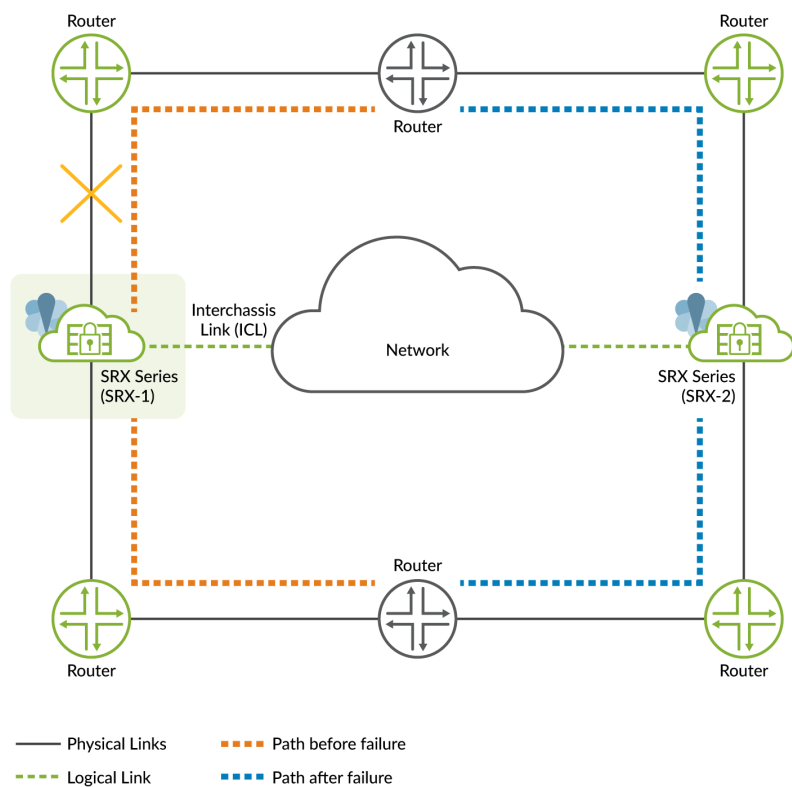 Router
Router
Router
Interchassis
Link (ICL)
Network
SRX Series
(SRX-1)
SRX Series
(SRX-2)
Router
Router
Router
Physical Links
Path before failure
Logical Link
Path after failure